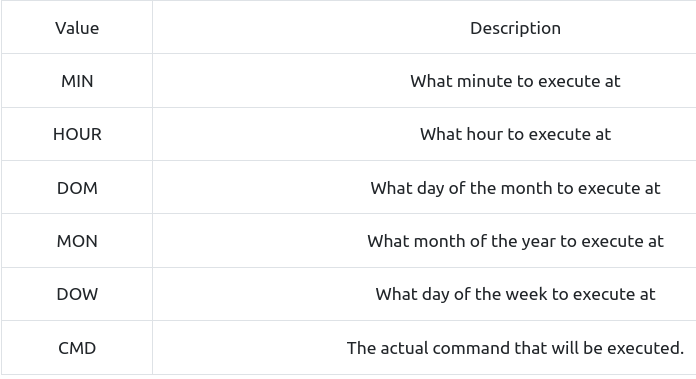 Value Description
MIN What minute to execute at
HOUR What hour to execute at
DOM What day of the month to execute at
MON What month of the year to execute at
DOW What day of the week to execute at
CMD The actual command that will be executed.